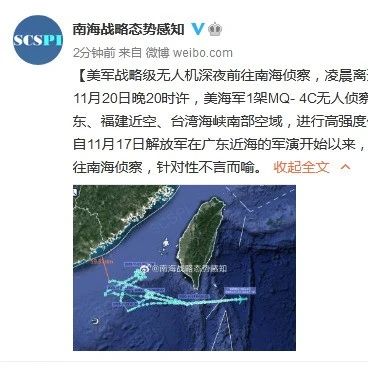 SCSPI
南海战略态势感知
2分钟前 来自 微博 weibo.com
【美军战略级无人机深夜前往南海侦察，凌晨离
11月20日晚20时许，美海军1架MQ- 4C无人侦察
东、福建近空、台湾海峡南部空域，进行高强度
自11月17日解放军在广东近海的军演开始以来，
往南海侦察，针对性不言而喻。 收起全文
@南海战略态势感知